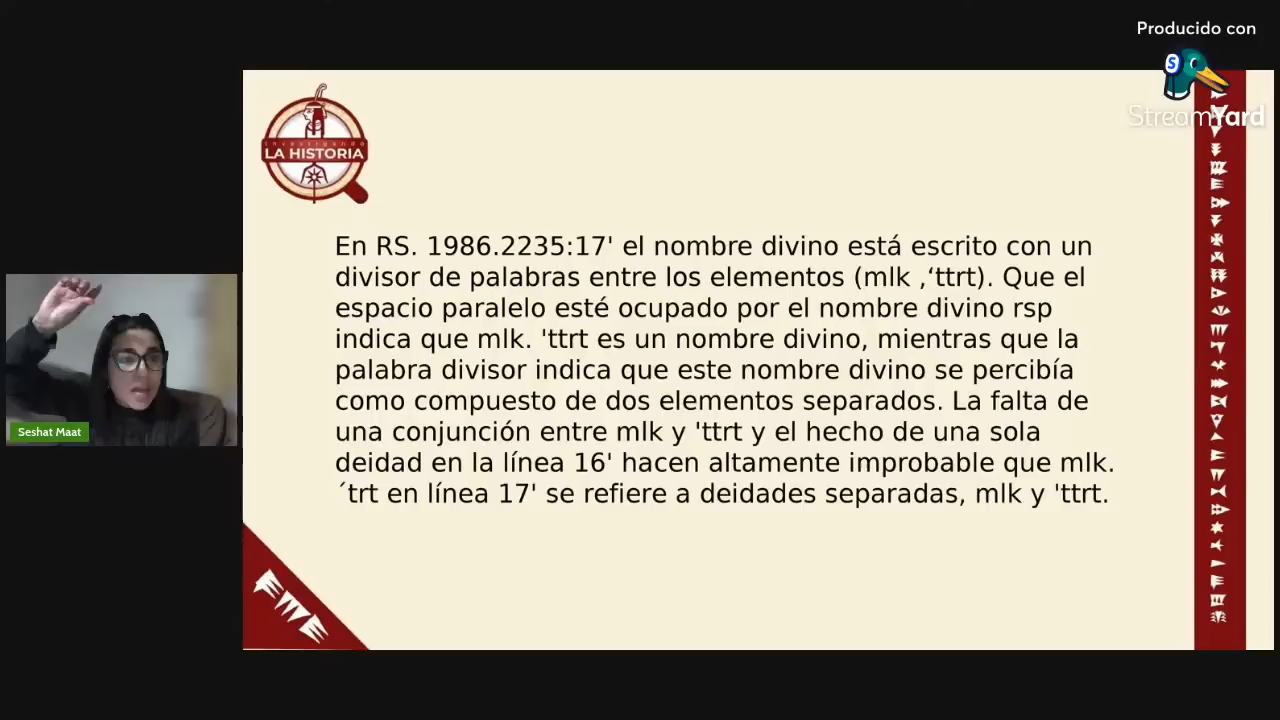 Producido con
StreamYard
Investigando
LA HISTORIA
En RS. 1986.2235:17' el nombre divino está escrito con un
divisor de palabras entre los elementos (mlk ,‘ttrt). Que el
espacio paralelo esté ocupado por el nombre divino rsp
indica que mlk. 'ttrt es un nombre divino, mientras que la
palabra divisor indica que este nombre divino se percibía
como compuesto de dos elementos separados. La falta de
una conjunción entre mlk y 'ttrt y el hecho de una sola
deidad en la línea 16' hacen altamente improbable que mlk.
´trt en línea 17' se refiere a deidades separadas, mlk y 'ttrt.
Seshat Maat